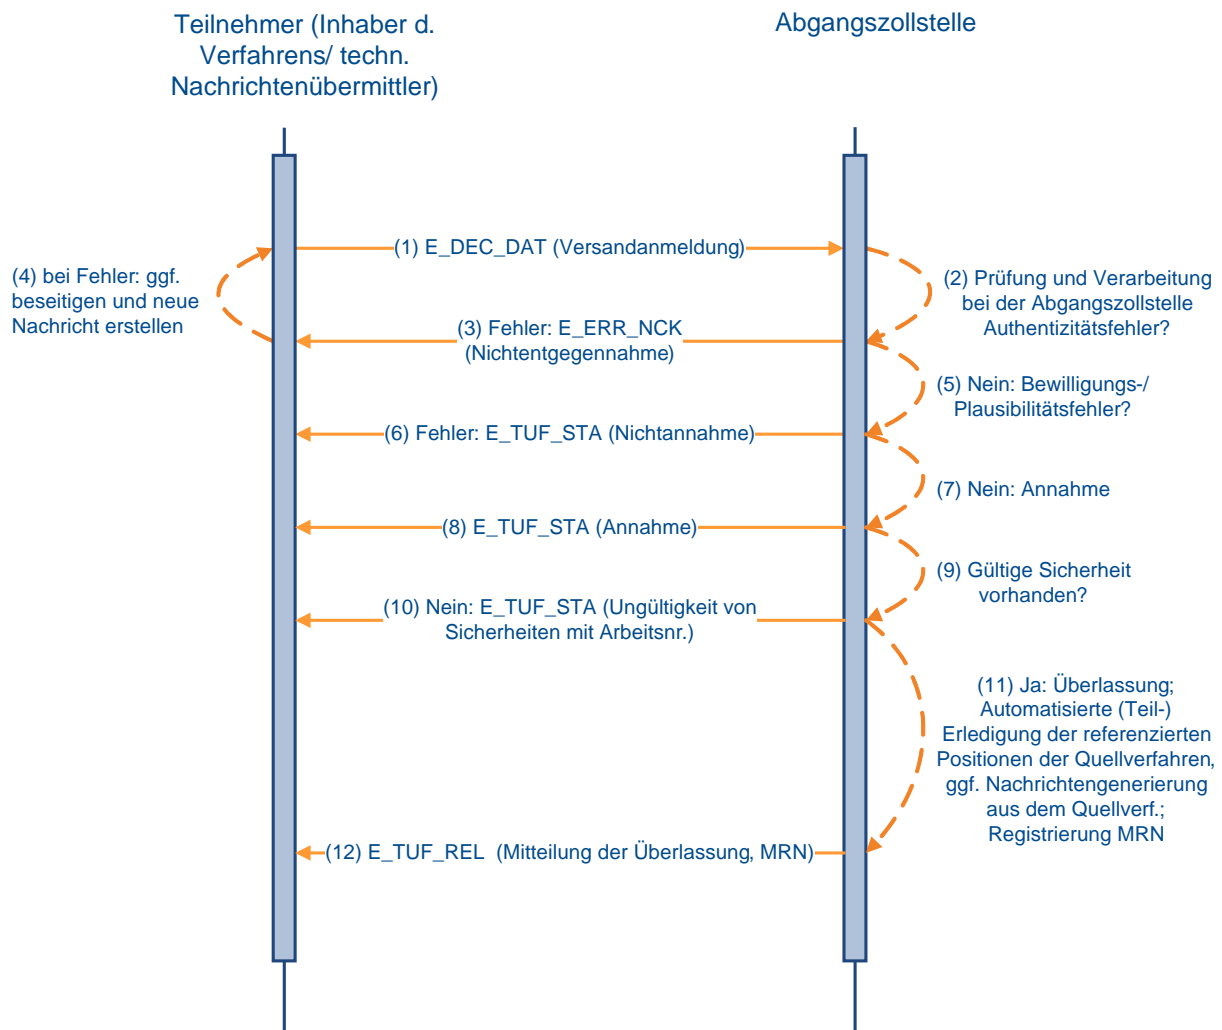 Teilnehmer (Inhaber d.
Verfahrens/ techn.
Nachrichtenübermittler)
Abgangszollstelle
(1) E_DEC_DAT (Versandanmeldung)
(2) Prüfung und Verarbeitung
bei der Abgangszollstelle
Authentizitätsfehler?
(4) bei Fehler: ggf.
beseitigen und neue
Nachricht erstellen
(3) Fehler: E_ERR_NCK
(Nichtentgegennahme)
(5) Nein: Bewilligungs-/
Plausibilitätsfehler?
(6) Fehler: E_TUF_STA (Nichtannahme)
(7) Nein: Annahme
(8) E_TUF_STA (Annahme)
(9) Gültige Sicherheit
vorhanden?
(10) Nein: E_TUF_STA (Ungültigkeit von
Sicherheiten mit Arbeitsnr.)
(11) Ja: Überlassung;
Automatisierte (Teil-)
Erledigung der referenzierten
Positionen der Quellverfahren,
ggf. Nachrichtengenerierung
aus dem Quellverf.;
Registrierung MRN
(12) E_TUF_REL  (Mitteilung der Überlassung, MRN)